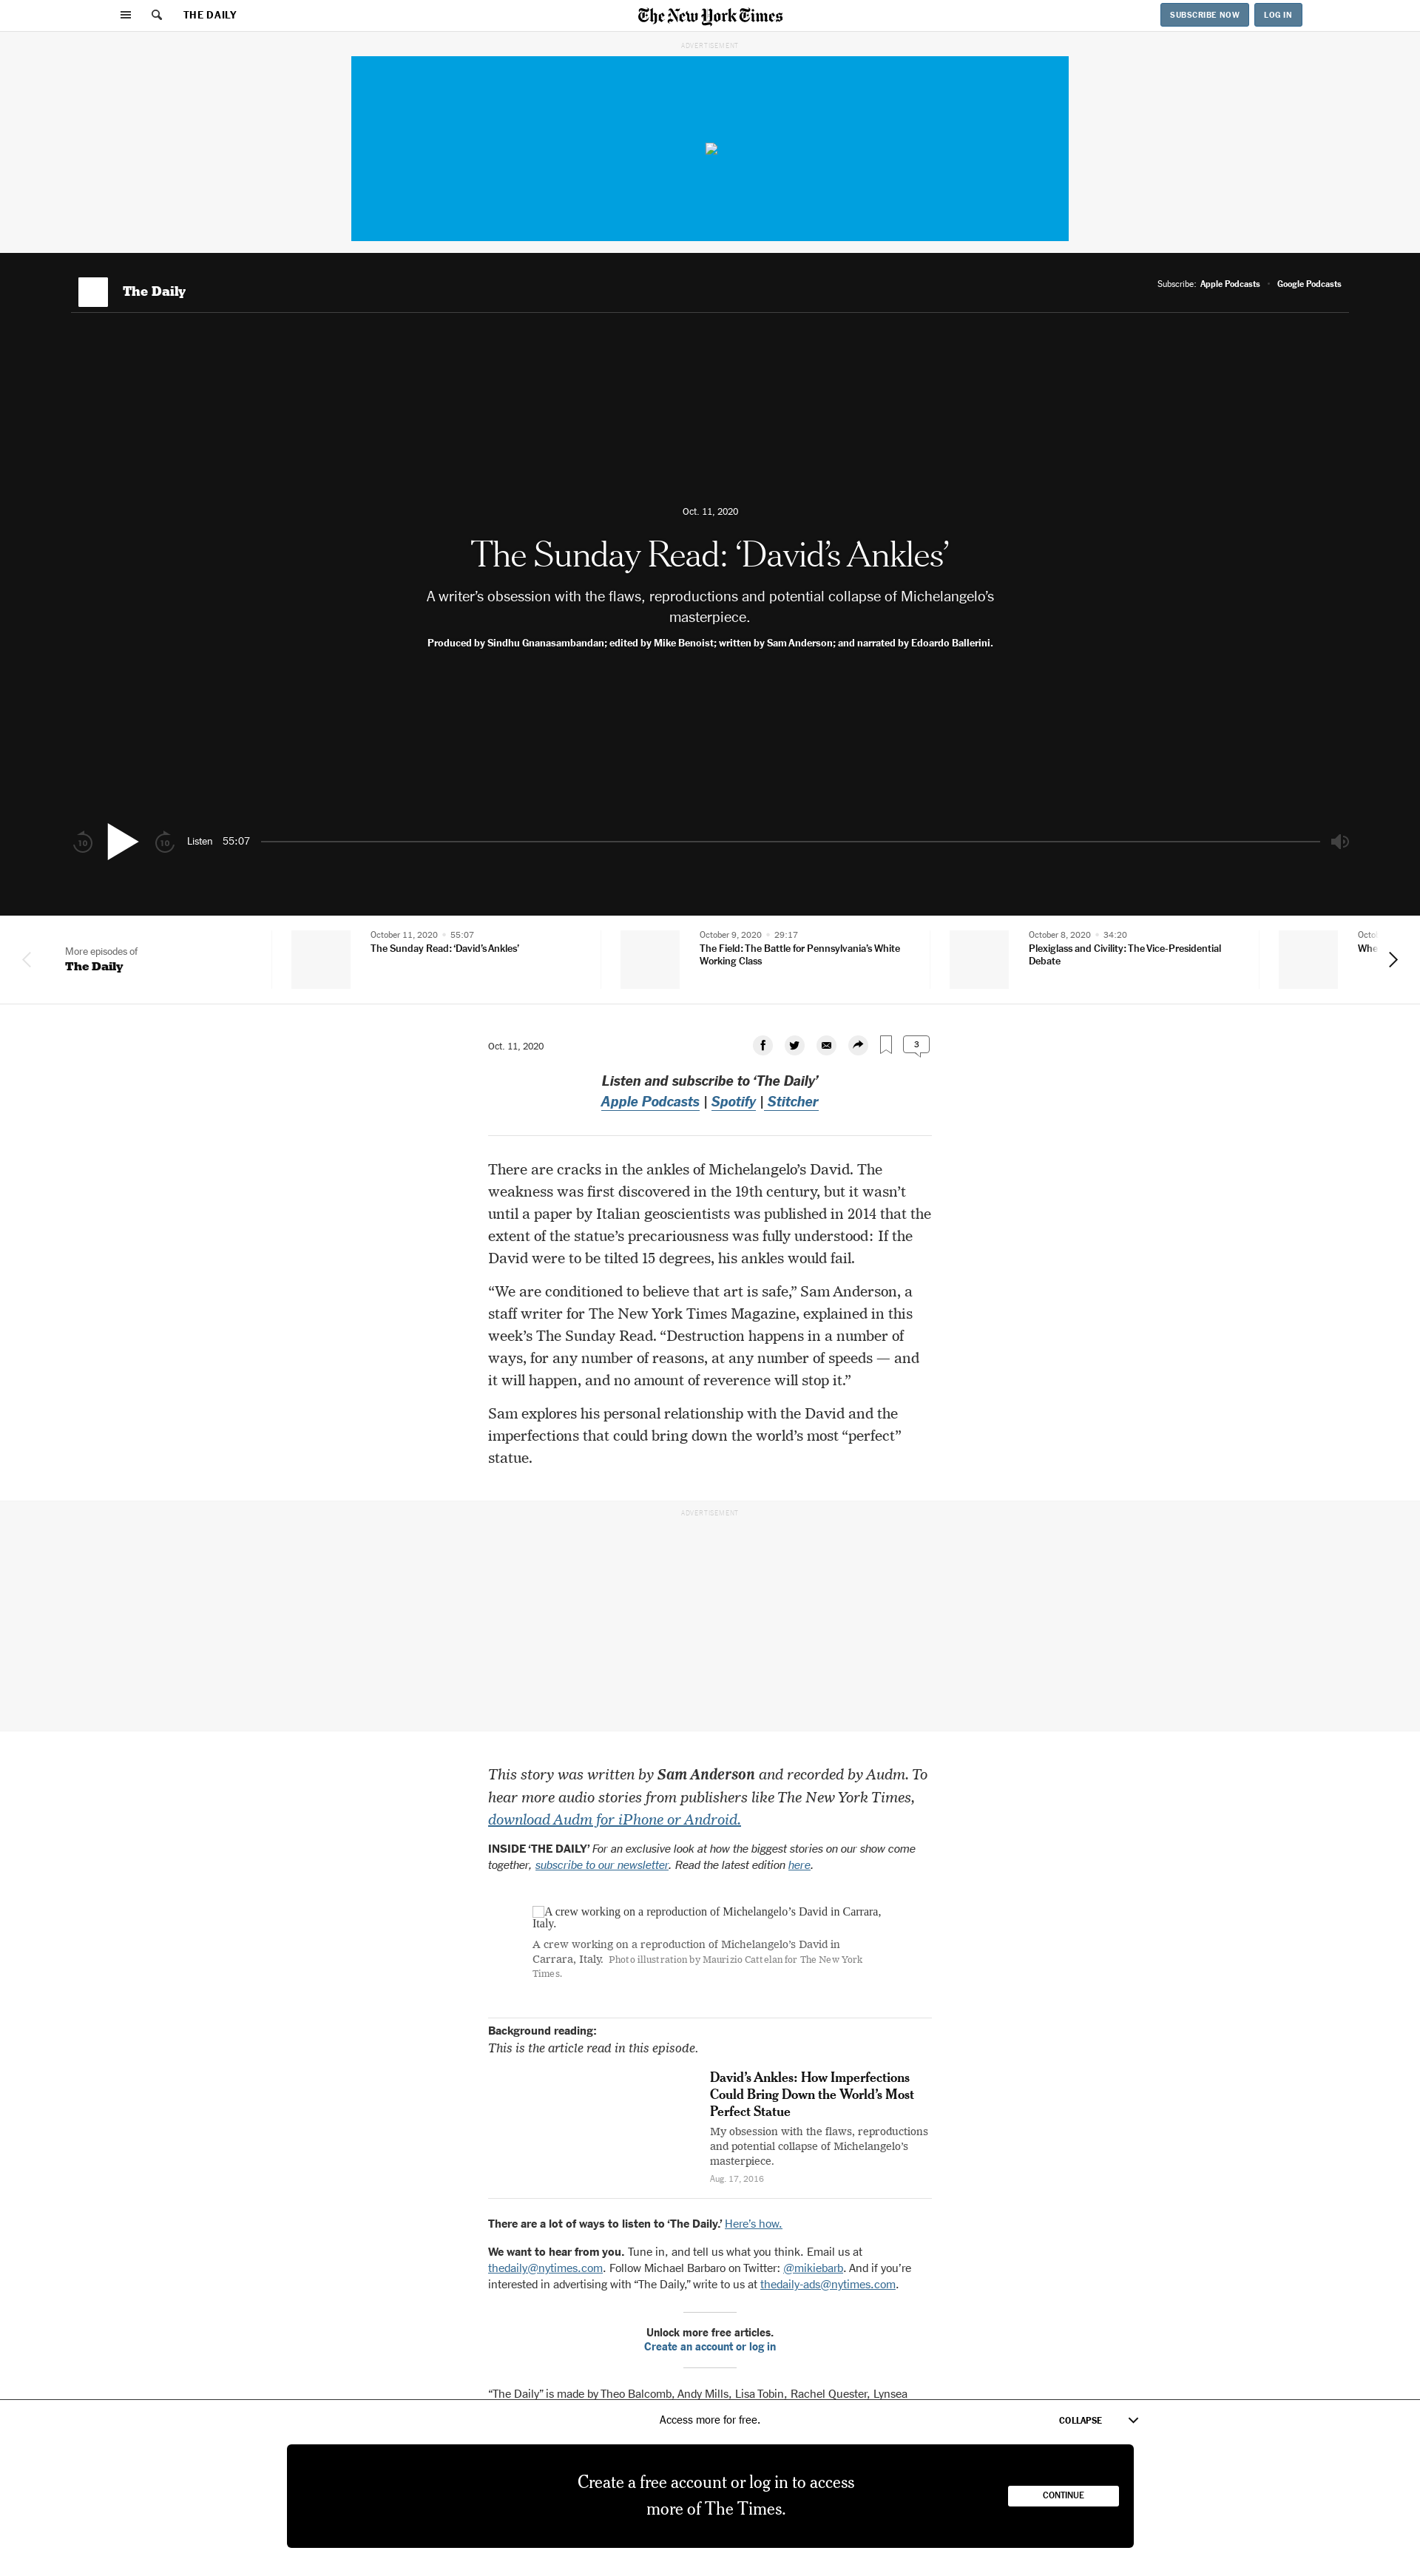 THE DAILY
The New York Times
SUBSCRIBE NOW
LOG IN
ADVERTISEMENT
The Daily
Subscribe: Apple Podcasts • Google Podcasts
Oct. 11, 2020
The Sunday Read: ‘David’s Ankles’
A writer’s obsession with the flaws, reproductions and potential collapse of Michelangelo’s
masterpiece.
Produced by Sindhu Gnanasambandan; edited by Mike Benoist; written by Sam Anderson; and narrated by Edoardo Ballerini.
10
10
Listen 55:07
More episodes of
The Daily
October 11, 2020 • 55:07
The Sunday Read: ‘David’s Ankles’
October 9, 2020 • 29:17
The Field: The Battle for Pennsylvania’s White
Working Class
October 8, 2020 • 34:20
Plexiglass and Civility: The Vice-Presidential
Debate
Oct. 11, 2020
3
Listen and subscribe to ‘The Daily’
Apple Podcasts | Spotify | Stitcher
There are cracks in the ankles of Michelangelo’s David. The
weakness was first discovered in the 19th century, but it wasn’t
until a paper by Italian geoscientists was published in 2014 that the
extent of the statue’s precariousness was fully understood: If the
David were to be tilted 15 degrees, his ankles would fail.
“We are conditioned to believe that art is safe,” Sam Anderson, a
staff writer for The New York Times Magazine, explained in this
week’s The Sunday Read. “Destruction happens in a number of
ways, for any number of reasons, at any number of speeds — and
it will happen, and no amount of reverence will stop it.”
Sam explores his personal relationship with the David and the
imperfections that could bring down the world’s most “perfect”
statue.
ADVERTISEMENT
This story was written by Sam Anderson and recorded by Audm. To
hear more audio stories from publishers like The New York Times,
download Audm for iPhone or Android.
INSIDE ‘THE DAILY’ For an exclusive look at how the biggest stories on our show come
together, subscribe to our newsletter. Read the latest edition here.
A crew working on a reproduction of Michelangelo’s David in Carrara,
Italy.
A crew working on a reproduction of Michelangelo’s David in
Carrara, Italy. Photo illustration by Maurizio Cattelan for The New York
Times.
Background reading:
This is the article read in this episode.
David’s Ankles: How Imperfections
Could Bring Down the World’s Most
Perfect Statue
My obsession with the flaws, reproductions
and potential collapse of Michelangelo’s
masterpiece.
Aug. 17, 2016
There are a lot of ways to listen to ‘The Daily.’ Here’s how.
We want to hear from you. Tune in, and tell us what you think. Email us at
thedaily@nytimes.com. Follow Michael Barbaro on Twitter: @mikiebarb. And if you’re
interested in advertising with “The Daily,” write to us at thedaily-ads@nytimes.com.
Unlock more free articles.
Create an account or log in
“The Daily” is made by Theo Balcomb, Andy Mills, Lisa Tobin, Rachel Quester, Lynsea
Access more for free.
COLLAPSE
Create a free account or log in to access
more of The Times.
CONTINUE